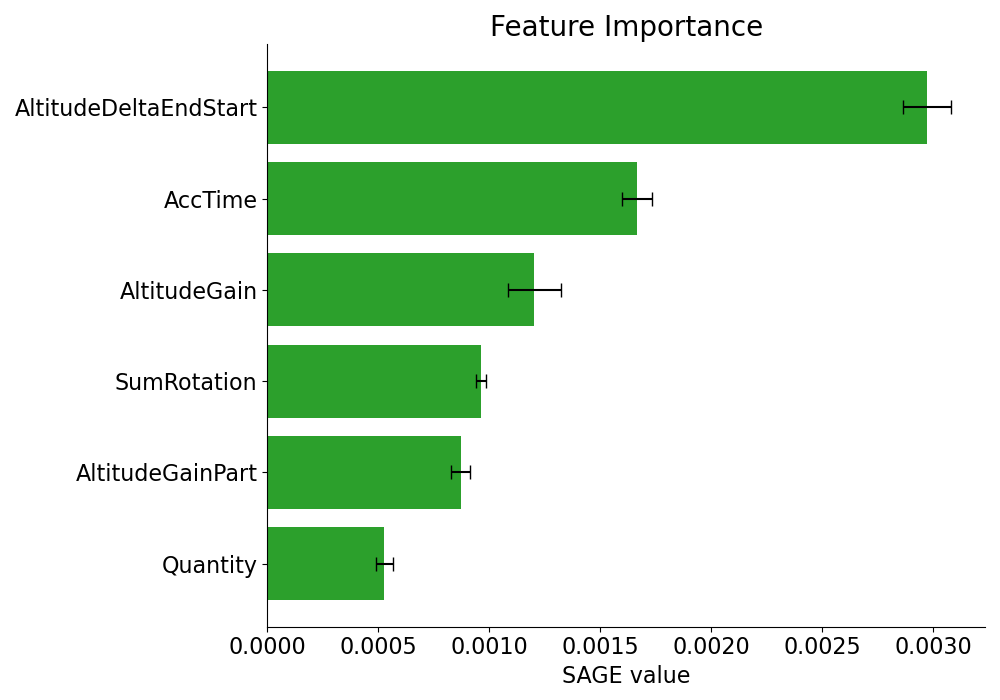 Feature Importance
AltitudeDeltaEndStart
AccTime
AltitudeGain
SumRotation
AltitudeGainPart
Quantity
0.0000 0.0005 0.0010 0.0015 0.0020 0.0025 0.0030
SAGE value